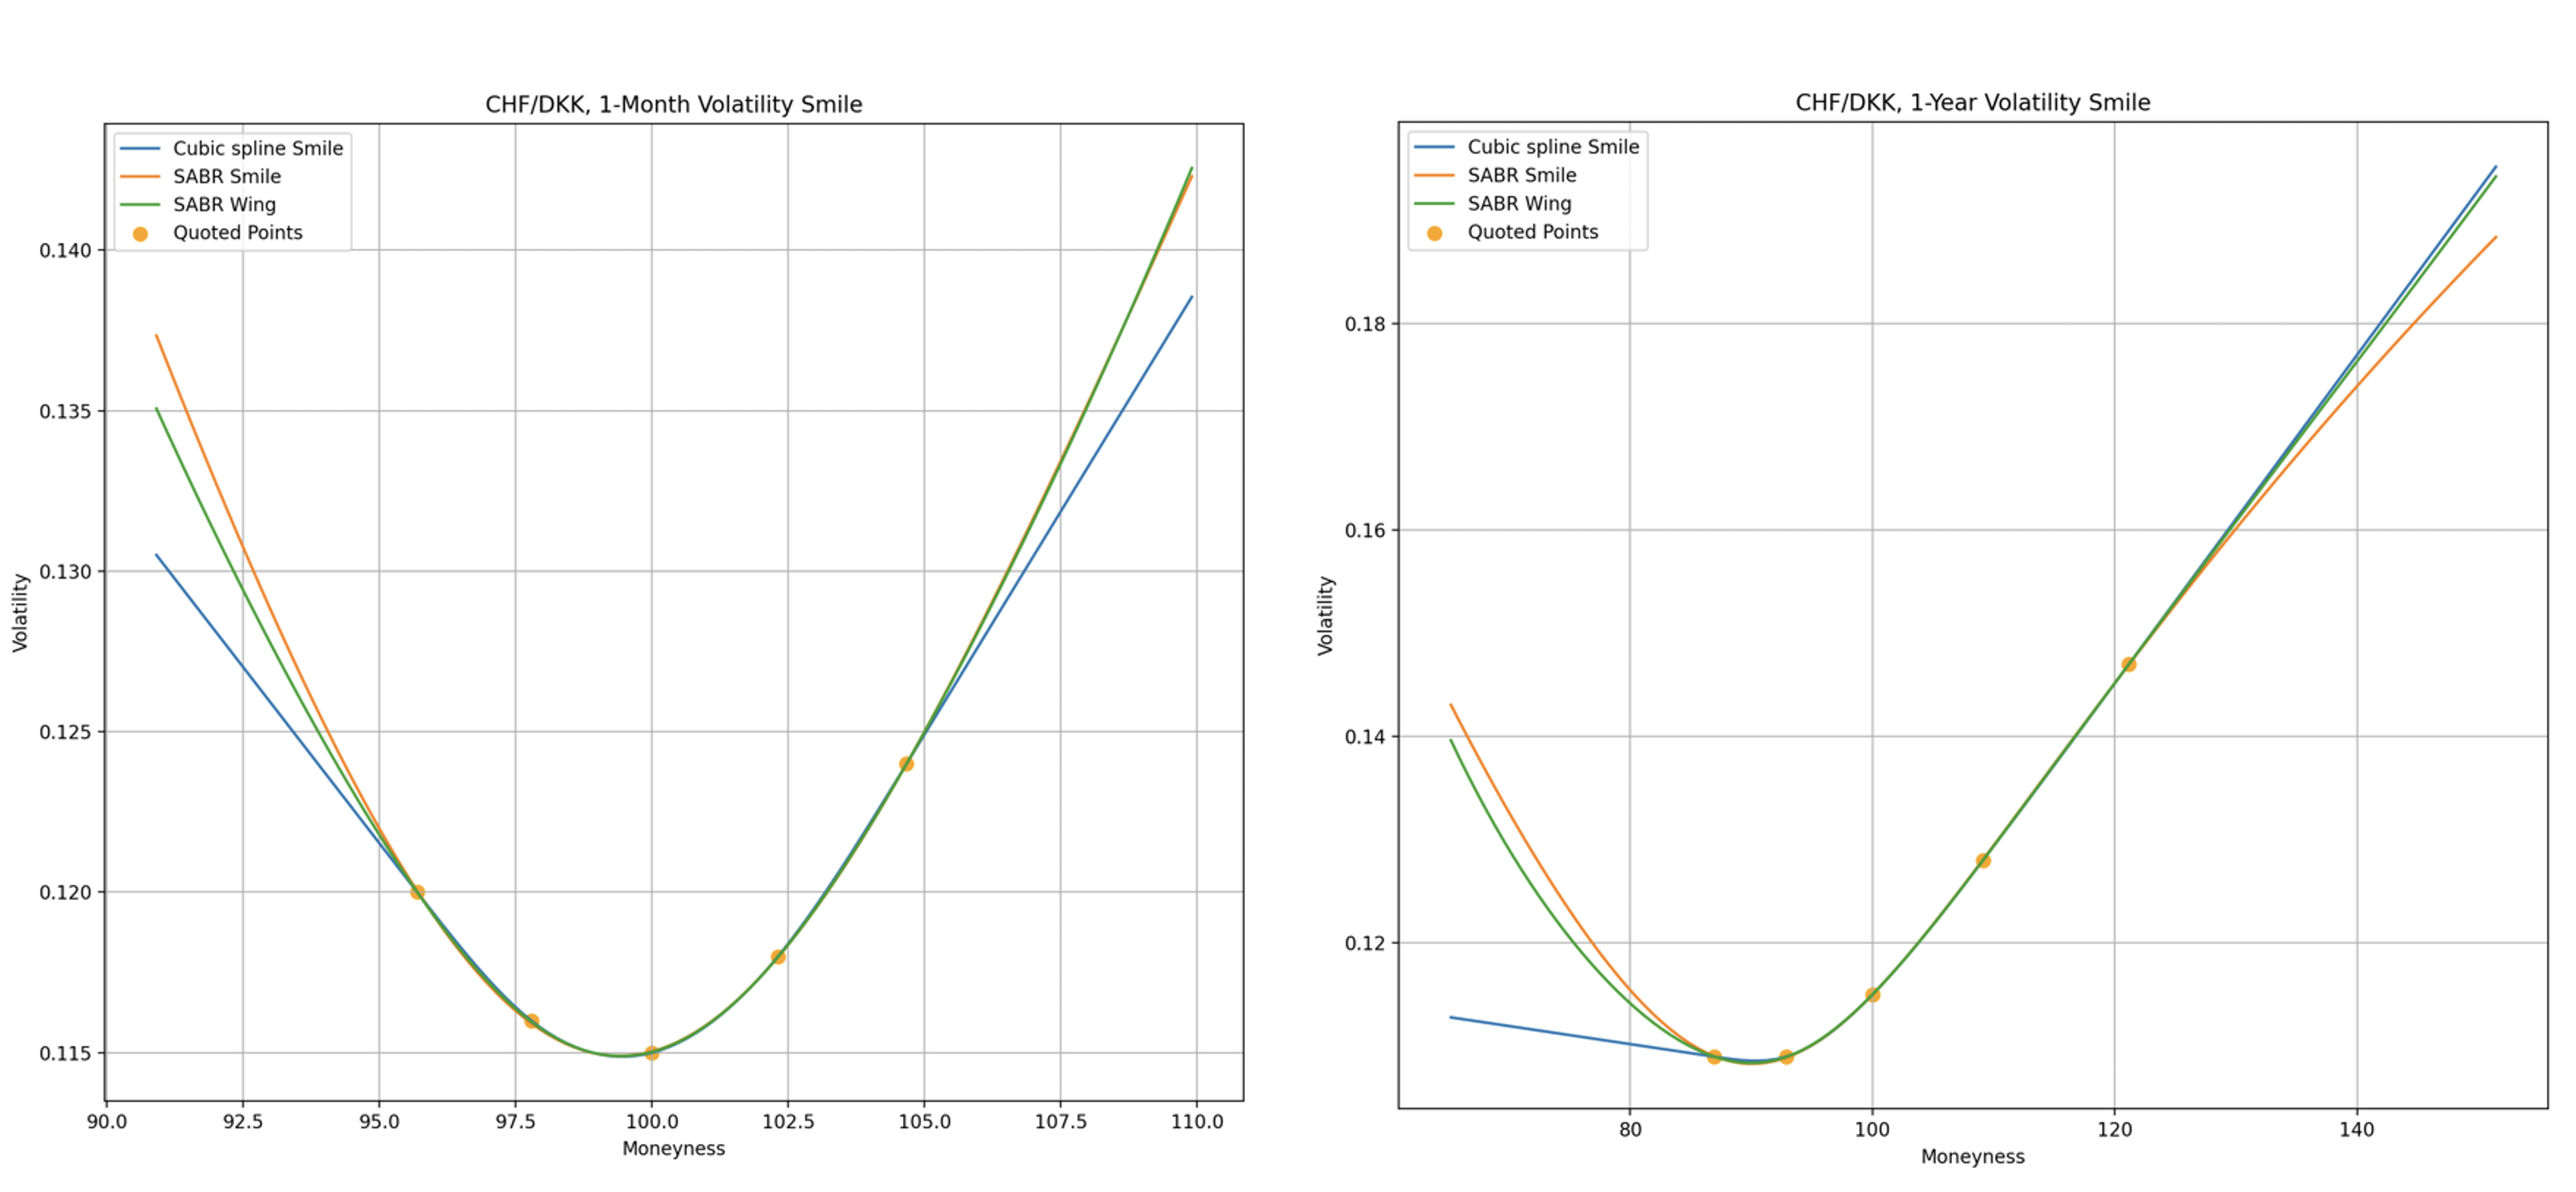 CHF/DKK, 1-Month Volatility Smile
Cubic spline Smile
SABR Smile
SABR Wing
Quoted Points
0.140
0.135
0.130
0.125
0.120
0.115
Volatility
90.0 92.5 95.0 97.5 100.0 102.5 105.0 107.5 110.0
Moneyness
CHF/DKK, 1-Year Volatility Smile
Cubic spline Smile
SABR Smile
SABR Wing
Quoted Points
0.18
0.16
0.14
0.12
Volatility
80 100 120 140
Moneyness